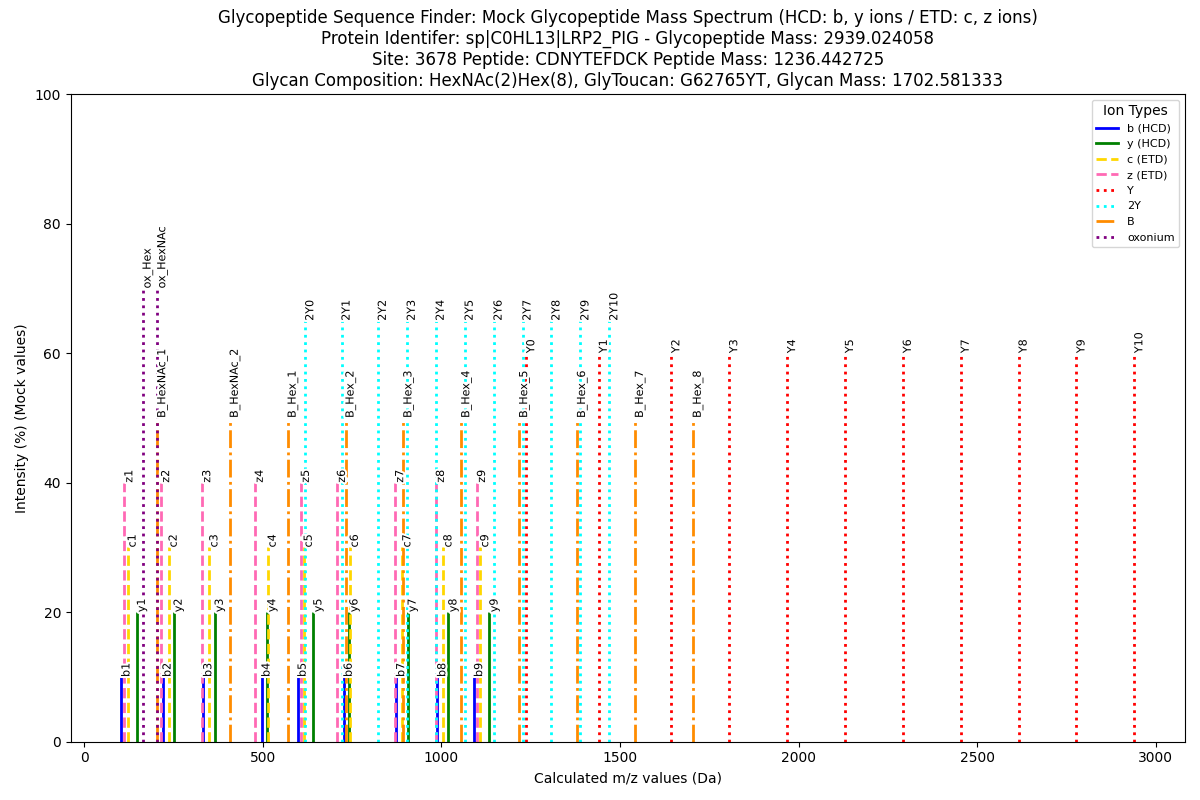 Glycopeptide Sequence Finder: Mock Glycopeptide Mass Spectrum (HCD: b, y ions / ETD: c, z ions)
Protein Identifer: sp|C0HL13|LRP2_PIG - Glycopeptide Mass: 2939.024058
Site: 3678 Peptide: CDNYTEFDCK Peptide Mass: 1236.442725
Glycan Composition: HexNAc(2)Hex(8), GlyToucan: G62765YT, Glycan Mass: 1702.581333
Intensity (%) (Mock values)
100
80
60
40
20
0
Ion Types
b (HCD)
y (HCD)
c (ETD)
z (ETD)
Y
2Y
B
oxonium
ox_Hex
ox_HexNAc
2Y0
2Y1
2Y2
2Y3
2Y4
2Y5
2Y6
2Y7
2Y8
2Y9
2Y10
Y0
Y1
Y2
Y3
Y4
Y5
Y6
Y7
Y8
Y9
Y10
B_HexNAc_1
B_HexNAc_2
B_Hex_1
B_Hex_2
B_Hex_3
B_Hex_4
B_Hex_5
B_Hex_6
B_Hex_7
B_Hex_8
z1
z2
z3
z4
z5
z6
z7
z8
z9
c1
c2
c3
c4
c5
c6
c7
c8
c9
y1
y2
y3
y4
y5
y6
y7
y8
y9
b1
b2
b3
b4
b5
b6
b7
b8
b9
0
500
1000
1500
2000
2500
3000
Calculated m/z values (Da)